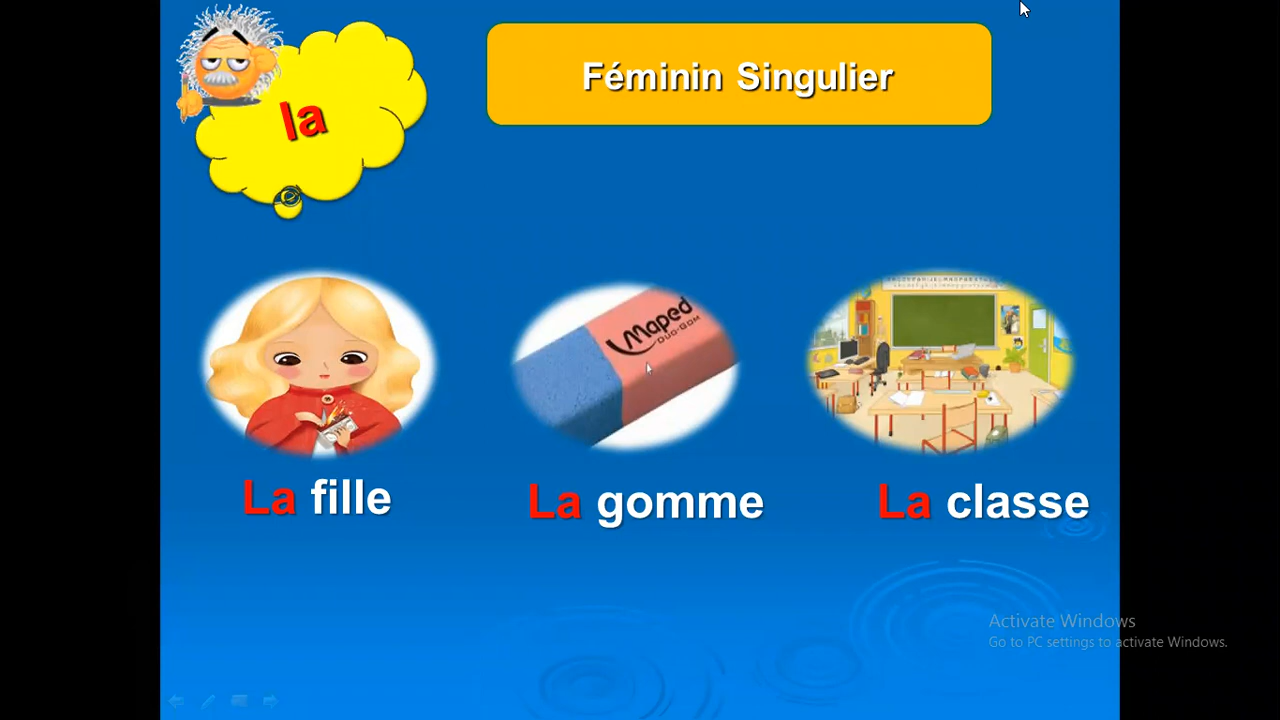 la
Féminin Singulier
Maped
DUO-GOM
La fille
La gomme
La classe
Activate Windows
Go to PC settings to activate Windows.